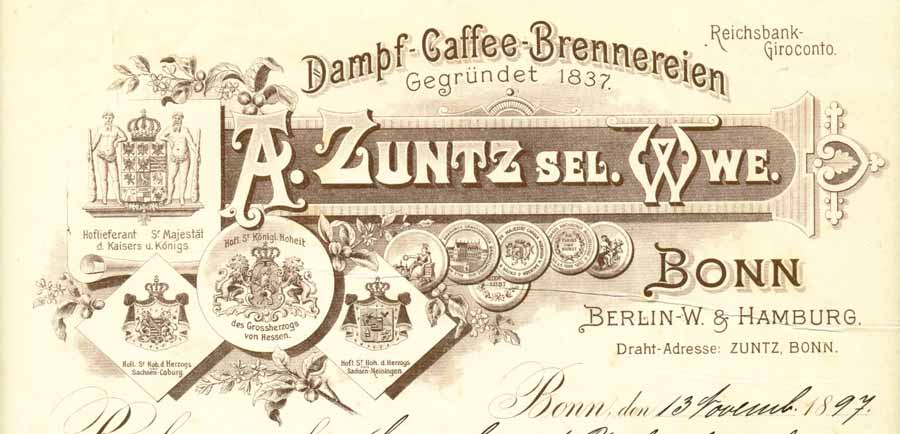 Dampf-Caffee-Brennereien
Gegründet 1837.
Reichsbank-
Giroconto.
A. ZUNTZ SEL. WWE.
Hoflieferant Sr Majestät
d. Kaisers u. Königs
Hofl. Sr Königl. Hoheit
des Grossherzogs
von Hessen.
Hofl. Sr Hoh. d. Herzogs
Sachsen-Coburg
Hofl. Sr Hoh. d. Herzogs
Sachsen-Meiningen
BONN
BERLIN-W. & HAMBURG.
Draht-Adresse: ZUNTZ, BONN.
Bonn, den 13 Novemb. 1897.